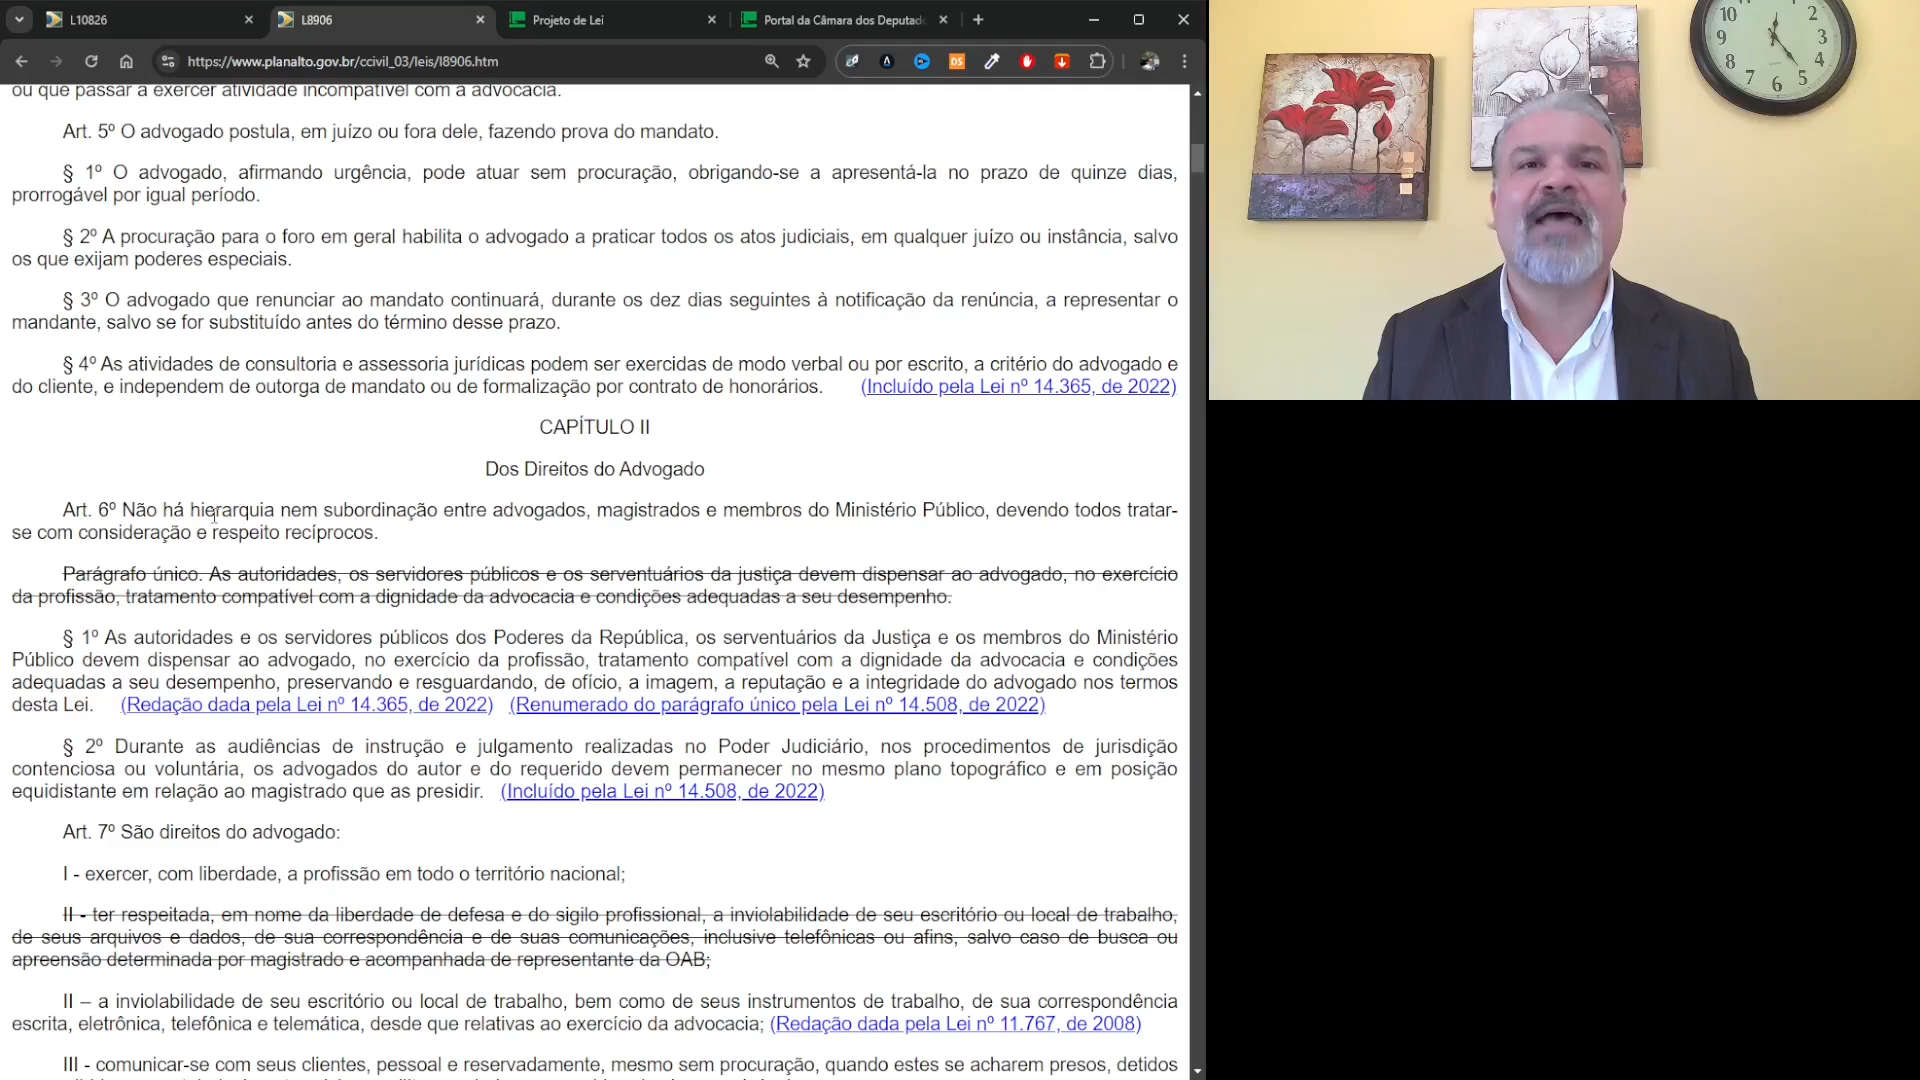 L10826
L8906
Projeto de Lei
Portal da Câmara dos Deputado
https://www.planalto.gov.br/ccivil_03/leis/l8906.htm
ou que passar a exercer atividade incompatível com a advocacia.
Art. 5º O advogado postula, em juízo ou fora dele, fazendo prova do mandato.
§ 1º O advogado, afirmando urgência, pode atuar sem procuração, obrigando-se a apresentá-la no prazo de quinze dias,
prorrogável por igual período.
§ 2º A procuração para o foro em geral habilita o advogado a praticar todos os atos judiciais, em qualquer juízo ou instância, salvo
os que exijam poderes especiais.
§ 3º O advogado que renunciar ao mandato continuará, durante os dez dias seguintes à notificação da renúncia, a representar o
mandante, salvo se for substituído antes do término desse prazo.
§ 4º As atividades de consultoria e assessoria jurídicas podem ser exercidas de modo verbal ou por escrito, a critério do advogado e
do cliente, e independem de outorga de mandato ou de formalização por contrato de honorários. (Incluído pela Lei nº 14.365, de 2022)
CAPÍTULO II
Dos Direitos do Advogado
Art. 6º Não há hierarquia nem subordinação entre advogados, magistrados e membros do Ministério Público, devendo todos tratar-
se com consideração e respeito recíprocos.
Parágrafo único. As autoridades, os servidores públicos e os serventuários da justiça devem dispensar ao advogado, no exercício
da profissão, tratamento compatível com a dignidade da advocacia e condições adequadas a seu desempenho.
§ 1º As autoridades e os servidores públicos dos Poderes da República, os serventuários da Justiça e os membros do Ministério
Público devem dispensar ao advogado, no exercício da profissão, tratamento compatível com a dignidade da advocacia e condições
adequadas a seu desempenho, preservando e resguardando, de ofício, a imagem, a reputação e a integridade do advogado nos termos
desta Lei. (Redação dada pela Lei nº 14.365, de 2022) (Renumerado do parágrafo único pela Lei nº 14.508, de 2022)
§ 2º Durante as audiências de instrução e julgamento realizadas no Poder Judiciário, nos procedimentos de jurisdição
contenciosa ou voluntária, os advogados do autor e do requerido devem permanecer no mesmo plano topográfico e em posição
equidistante em relação ao magistrado que as presidir. (Incluído pela Lei nº 14.508, de 2022)
Art. 7º São direitos do advogado:
I - exercer, com liberdade, a profissão em todo o território nacional;
II - ter respeitada, em nome da liberdade de defesa e do sigilo profissional, a inviolabilidade de seu escritório ou local de trabalho,
de seus arquivos e dados, de sua correspondência e de suas comunicações, inclusive telefônicas ou afins, salvo caso de busca ou
apreensão determinada por magistrado e acompanhada de representante da OAB;
II – a inviolabilidade de seu escritório ou local de trabalho, bem como de seus instrumentos de trabalho, de sua correspondência
escrita, eletrônica, telefônica e telemática, desde que relativas ao exercício da advocacia; (Redação dada pela Lei nº 11.767, de 2008)
III - comunicar-se com seus clientes, pessoal e reservadamente, mesmo sem procuração, quando estes se acharem presos, detidos
10
2
9
3
8
4
7
6
5